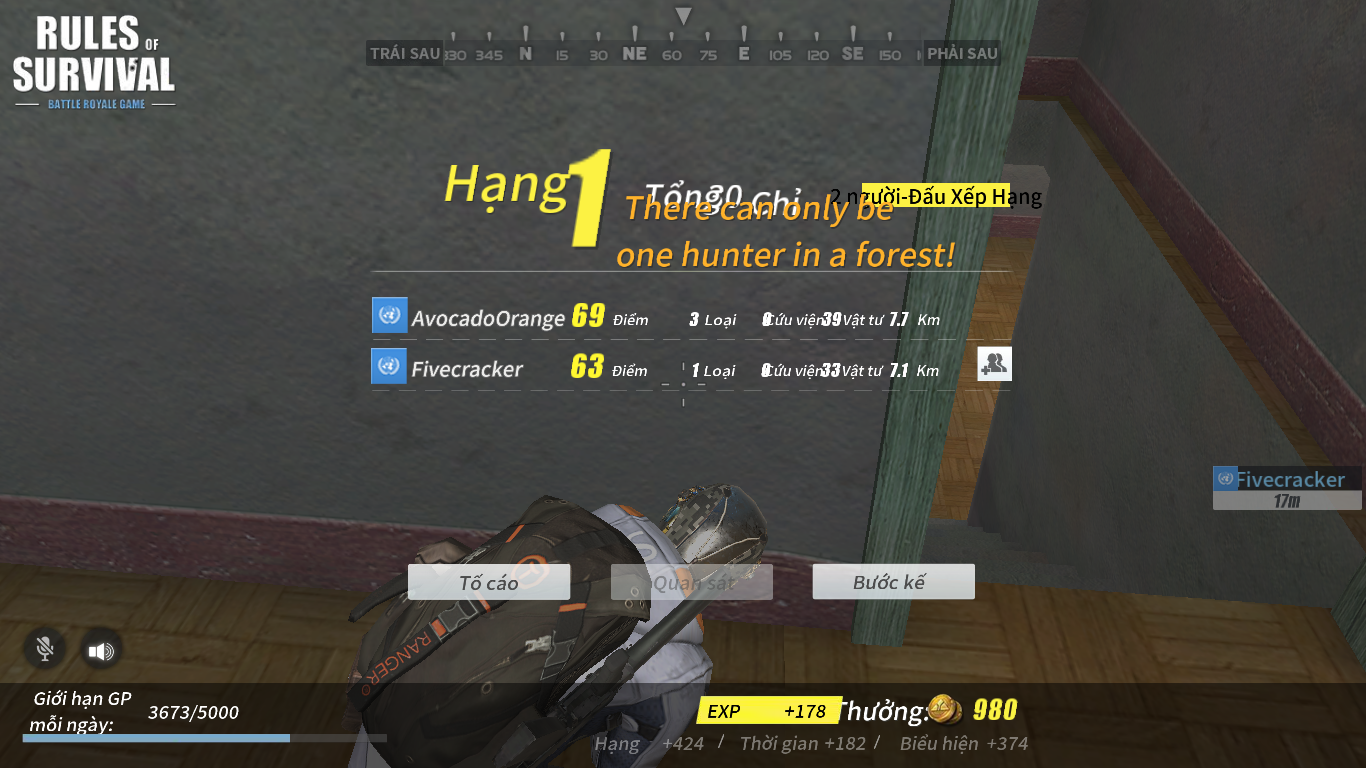 RULES OF
SURVIVAL
BATTLE ROYALE GAME
TRÁI SAU 330 345 N 15 30 NE 60 75 E 105 120 SE 150 PHẢI SAU
Hạng 1 Tổng 30 Chỉ 2 người-Đấu Xếp Hạng
There can only be
one hunter in a forest!
AvocadoOrange 69 Điểm 3 Loại 0 Cứu viện 39 Vật tư 7.7 Km
Fivecracker 63 Điểm 1 Loại 0 Cứu viện 33 Vật tư 7.1 Km
Fivecracker
17m
Tố cáo Quan sát Bước kế
RANGER
Giới hạn GP
mỗi ngày: 3673/5000
EXP +178 Thưởng: 980
Hạng +424 / Thời gian +182 / Biểu hiện +374